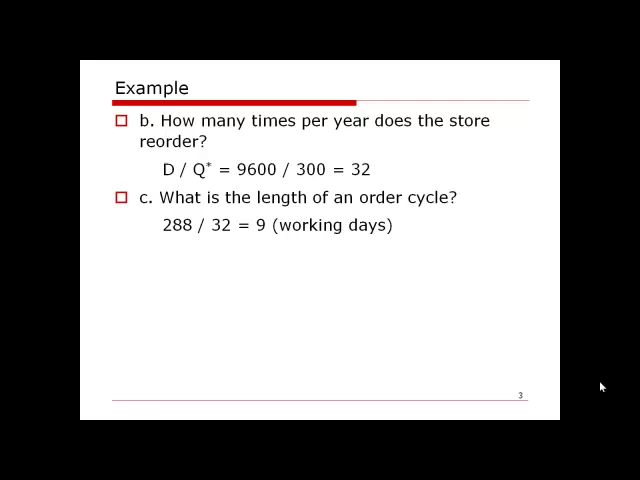 Example
b. How many times per year does the store
reorder?
D / Q* = 9600 / 300 = 32
c. What is the length of an order cycle?
288 / 32 = 9 (working days)
3